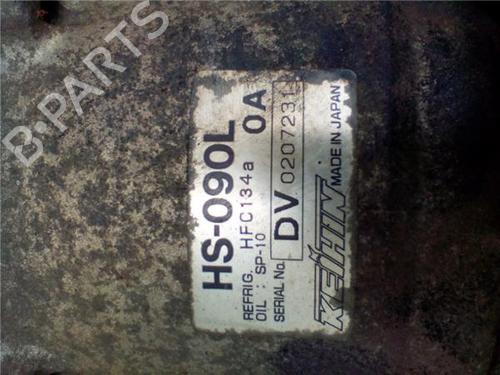 B-PARTS
HS-090L
REFRIG. HFC134a 0A
OIL : SP-10
SERIAL No. DV 0207231
KEIHIN MADE IN JAPAN